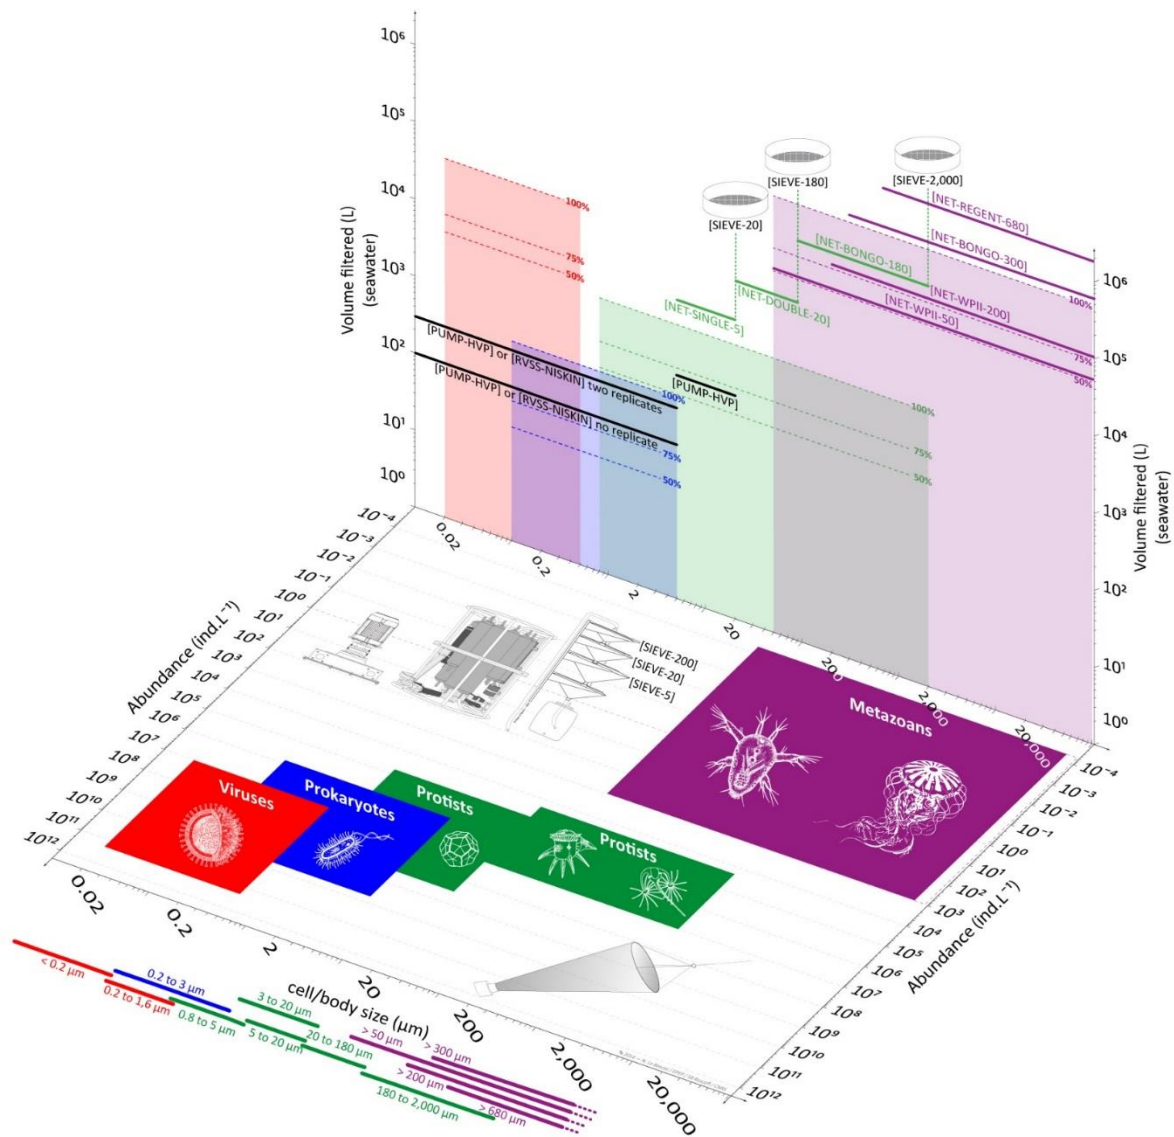 10⁶
10⁵
10⁴
10³
10²
10¹
10⁰
Volume filtered (L)
(seawater)
100%
75%
50%
[SIEVE-20]
[SIEVE-180]
[SIEVE-2,000]
[NET-REGENT-680]
[NET-BONGO-300]
[NET-BONGO-180]
[NET-WPII-200]
[NET-WPII-50]
[NET-DOUBLE-20]
[NET-SINGLE-5]
[PUMP-HVP]
[PUMP-HVP] or [RVSS-NISKIN] two replicates
[PUMP-HVP] or [RVSS-NISKIN] no replicate
100%
75%
50%
100%
75%
50%
100%
75%
50%
10⁶
10⁵
10⁴
10³
10²
10¹
10⁰
Volume filtered (L)
(seawater)
0.02
0.2
2
20
200
2,000
20,000
10⁻⁴
10⁻³
10⁻²
10⁻¹
10⁰
10¹
10²
10³
10⁴
10⁵
10⁶
10⁷
10⁸
10⁹
10¹⁰
10¹¹
10¹²
Abundance (ind.L⁻¹)
[SIEVE-200]
[SIEVE-20]
[SIEVE-5]
Metazoans
Viruses
Prokaryotes
Protists
Protists
10⁻⁴
10⁻³
10⁻²
10⁻¹
10⁰
10¹
10²
10³
10⁴
10⁵
10⁶
10⁷
10⁸
10⁹
10¹⁰
10¹¹
10¹²
Abundance (ind.L⁻¹)
0.02
0.2
2
20
200
2,000
20,000
cell/body size (µm)
< 0.2 µm
0.2 to 3 µm
0.2 to 1,6 µm
0.8 to 5 µm
3 to 20 µm
5 to 20 µm
20 to 180 µm
> 50 µm
> 300 µm
> 200 µm
> 680 µm
180 to 2,000 µm